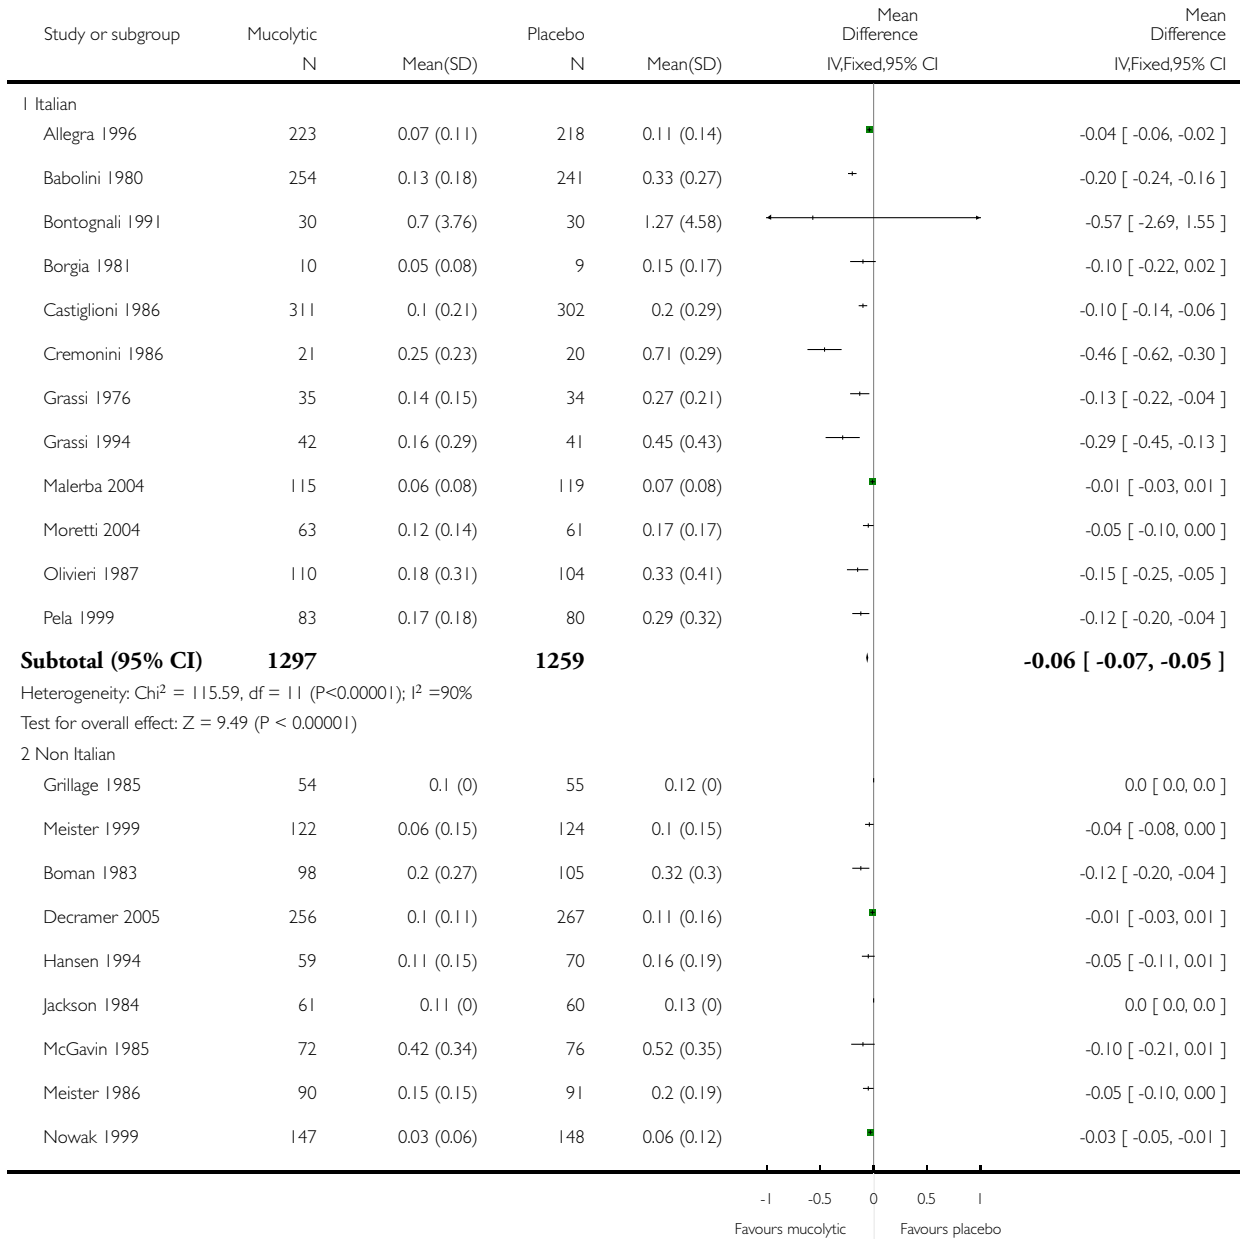 Study or subgroup Mucolytic Placebo Mean Difference Mean Difference
N Mean(SD) N Mean(SD) IV,Fixed,95% CI IV,Fixed,95% CI
1 Italian
Allegra 1996 223 0.07 (0.11) 218 0.11 (0.14) -0.04 [ -0.06, -0.02 ]
Babolini 1980 254 0.13 (0.18) 241 0.33 (0.27) -0.20 [ -0.24, -0.16 ]
Bontognali 1991 30 0.7 (3.76) 30 1.27 (4.58) -0.57 [ -2.69, 1.55 ]
Borgia 1981 10 0.05 (0.08) 9 0.15 (0.17) -0.10 [ -0.22, 0.02 ]
Castiglioni 1986 311 0.1 (0.21) 302 0.2 (0.29) -0.10 [ -0.14, -0.06 ]
Cremonini 1986 21 0.25 (0.23) 20 0.71 (0.29) -0.46 [ -0.62, -0.30 ]
Grassi 1976 35 0.14 (0.15) 34 0.27 (0.21) -0.13 [ -0.22, -0.04 ]
Grassi 1994 42 0.16 (0.29) 41 0.45 (0.43) -0.29 [ -0.45, -0.13 ]
Malerba 2004 115 0.06 (0.08) 119 0.07 (0.08) -0.01 [ -0.03, 0.01 ]
Moretti 2004 63 0.12 (0.14) 61 0.17 (0.17) -0.05 [ -0.10, 0.00 ]
Olivieri 1987 110 0.18 (0.31) 104 0.33 (0.41) -0.15 [ -0.25, -0.05 ]
Pela 1999 83 0.17 (0.18) 80 0.29 (0.32) -0.12 [ -0.20, -0.04 ]
Subtotal (95% CI) 1297 1259 -0.06 [ -0.07, -0.05 ]
Heterogeneity: Chi² = 115.59, df = 11 (P<0.00001); I² =90%
Test for overall effect: Z = 9.49 (P < 0.00001)
2 Non Italian
Grillage 1985 54 0.1 (0) 55 0.12 (0) 0.0 [ 0.0, 0.0 ]
Meister 1999 122 0.06 (0.15) 124 0.1 (0.15) -0.04 [ -0.08, 0.00 ]
Boman 1983 98 0.2 (0.27) 105 0.32 (0.3) -0.12 [ -0.20, -0.04 ]
Decramer 2005 256 0.1 (0.11) 267 0.11 (0.16) -0.01 [ -0.03, 0.01 ]
Hansen 1994 59 0.11 (0.15) 70 0.16 (0.19) -0.05 [ -0.11, 0.01 ]
Jackson 1984 61 0.11 (0) 60 0.13 (0) 0.0 [ 0.0, 0.0 ]
McGavin 1985 72 0.42 (0.34) 76 0.52 (0.35) -0.10 [ -0.21, 0.01 ]
Meister 1986 90 0.15 (0.15) 91 0.2 (0.19) -0.05 [ -0.10, 0.00 ]
Nowak 1999 147 0.03 (0.06) 148 0.06 (0.12) -0.03 [ -0.05, -0.01 ]
-1 -0.5 0 0.5 1
Favours mucolytic Favours placebo